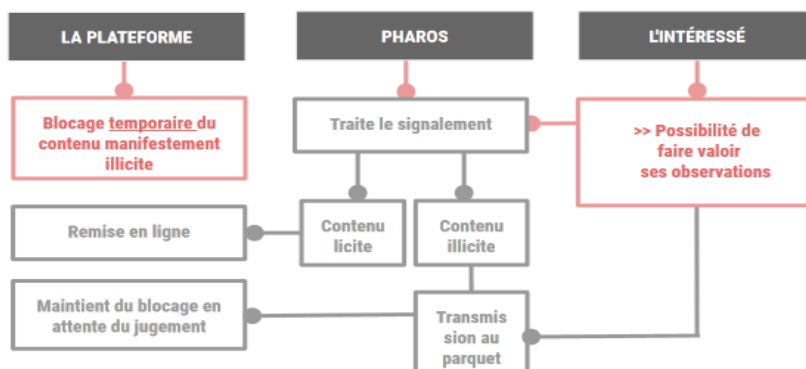 LA PLATEFORME
PHAROS
L'INTÉRESSÉ
Blocage temporaire du
contenu manifestement
illicite
Traite le signalement
>> Possibilité de
faire valoir
ses observations
Remise en ligne
Contenu
licite
Contenu
illicite
Maintient du blocage en
attente du jugement
Transmis
sion au
parquet